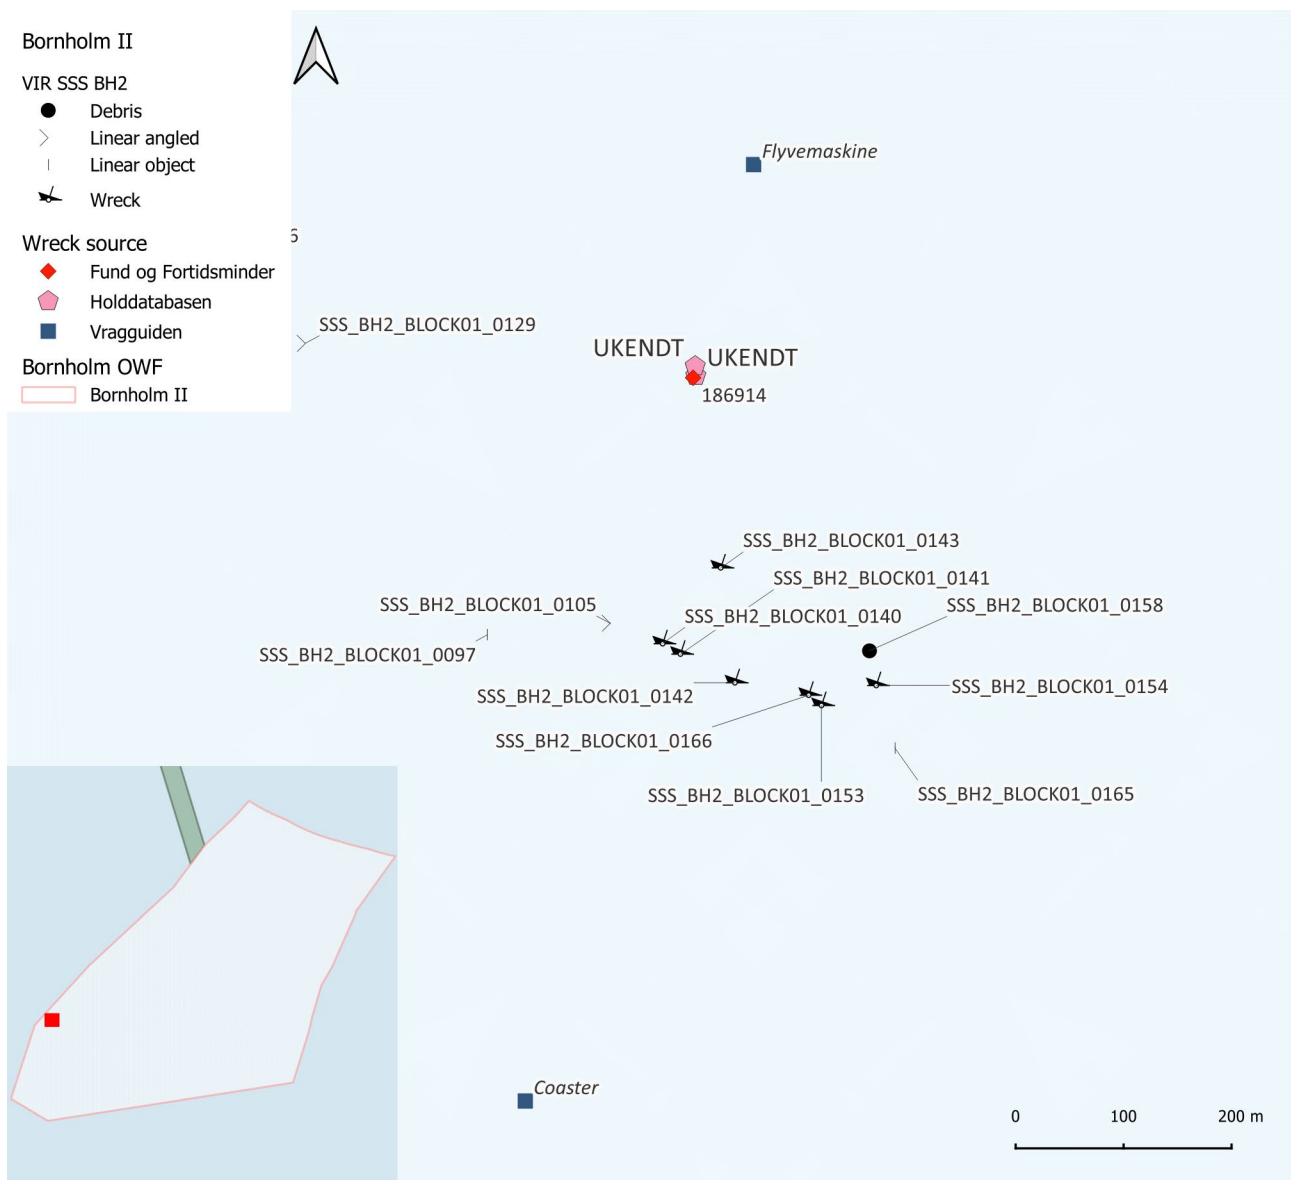 Bornholm II
VIR SSS BH2
Debris
Linear angled
Linear object
Wreck
Wreck source
Fund og Fortidsminder
Holddatabasen
Vragguiden
Bornholm OWF
Bornholm II
6
Flyvemaskine
SSS_BH2_BLOCK01_0129
UKENDT
UKENDT
186914
SSS_BH2_BLOCK01_0143
SSS_BH2_BLOCK01_0141
SSS_BH2_BLOCK01_0105
SSS_BH2_BLOCK01_0158
SSS_BH2_BLOCK01_0140
SSS_BH2_BLOCK01_0097
SSS_BH2_BLOCK01_0154
SSS_BH2_BLOCK01_0142
SSS_BH2_BLOCK01_0166
SSS_BH2_BLOCK01_0153
SSS_BH2_BLOCK01_0165
Coaster
0 100 200 m